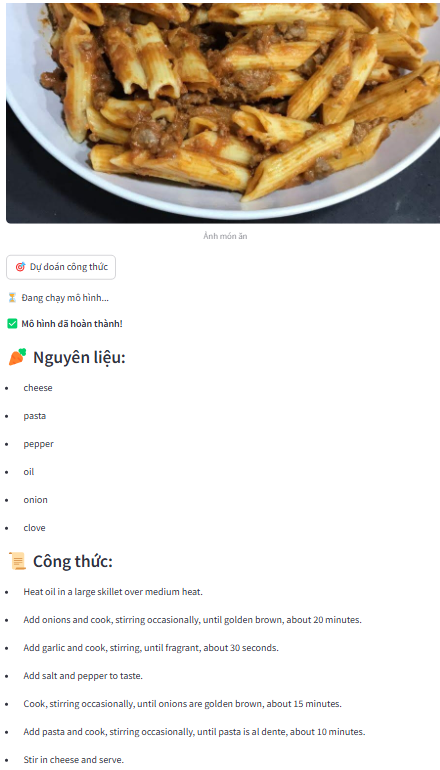 Ảnh món ăn
Dự đoán công thức
Đang chạy mô hình...
Mô hình đã hoàn thành!
Nguyên liệu:
cheese
pasta
pepper
oil
onion
clove
Công thức:
Heat oil in a large skillet over medium heat.
Add onions and cook, stirring occasionally, until golden brown, about 20 minutes.
Add garlic and cook, stirring, until fragrant, about 30 seconds.
Add salt and pepper to taste.
Cook, stirring occasionally, until onions are golden brown, about 15 minutes.
Add pasta and cook, stirring occasionally, until pasta is al dente, about 10 minutes.
Stir in cheese and serve.